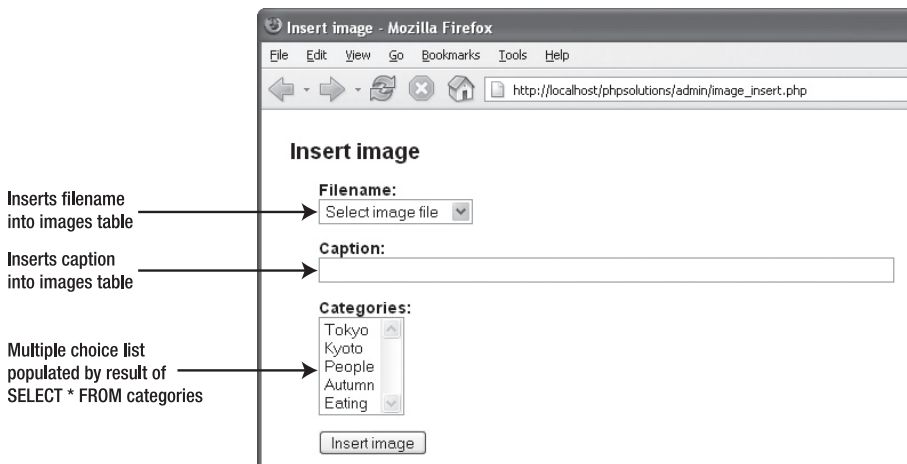 Insert image - Mozilla Firefox
File Edit View Go Bookmarks Tools Help
http://localhost/phpsolutions/admin/image_insert.php
Insert image
Inserts filename
into images table
Filename:
Select image file
Inserts caption
into images table
Caption:
Multiple choice list
populated by result of
SELECT * FROM categories
Categories:
Tokyo
Kyoto
People
Autumn
Eating
Insert image